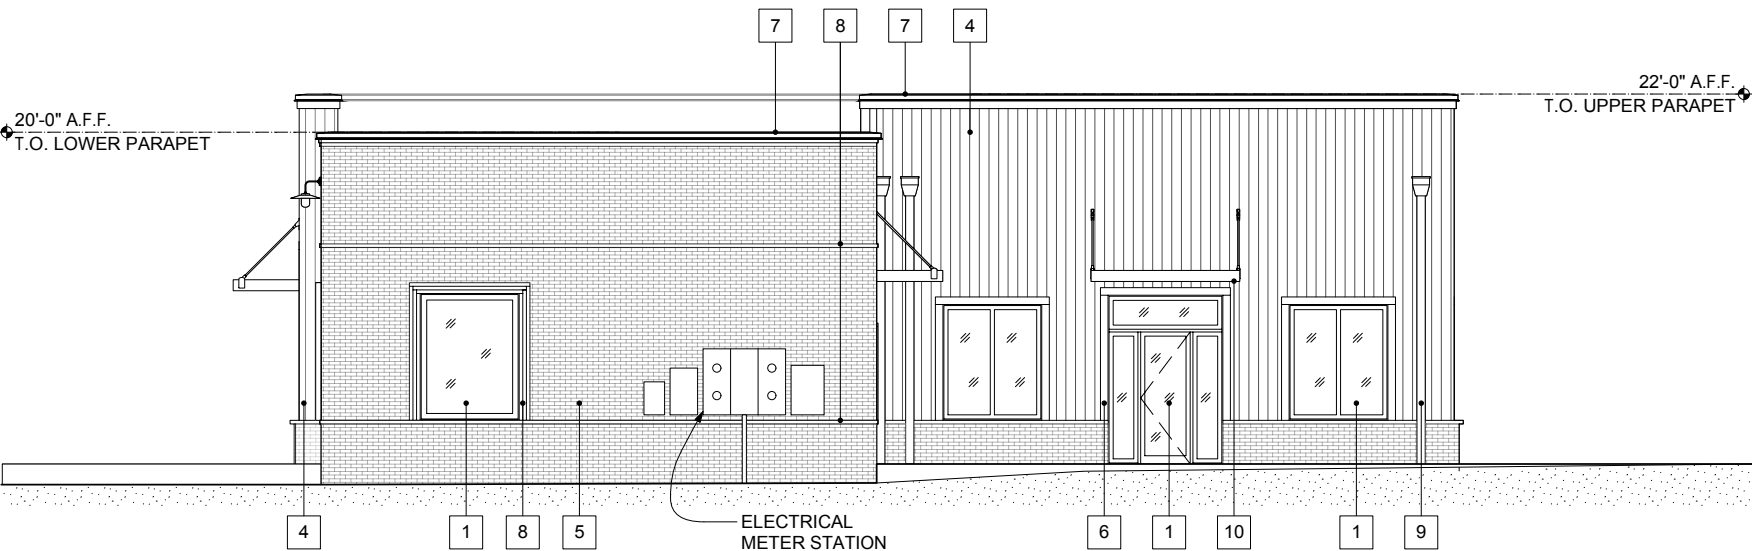 7
8
7
4
20'-0" A.F.F.
T.O. LOWER PARAPET
22'-0" A.F.F.
T.O. UPPER PARAPET
4
1
8
5
ELECTRICAL
METER STATION
6
1
10
1
9